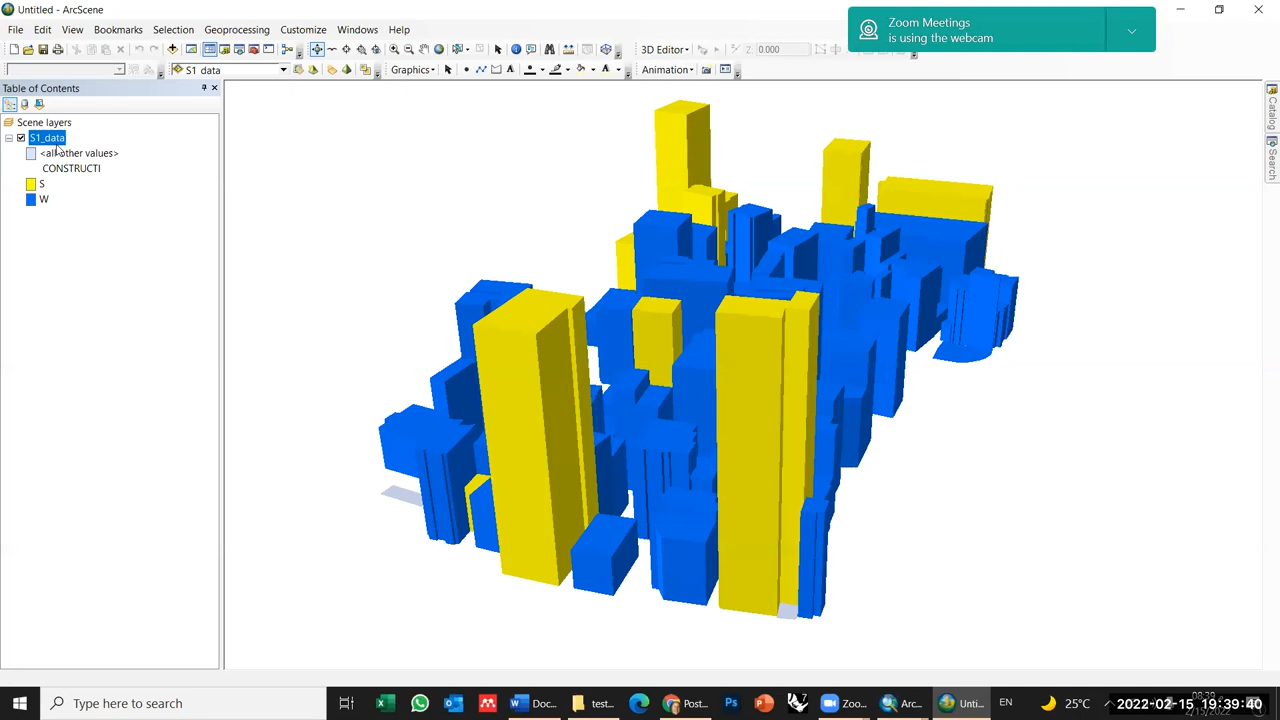 Untitled - ArcScene
Zoom Meetings
is using the webcam
File Edit View Bookmarks Selection Geoprocessing Customize Windows Help
3D Editor 0.000
S1 data Graphics A Animation
Table of Contents
Scene layers
S1_data
<all other values>
CONSTRUCTI
S
W
Catalog
Search
Type here to search
Doc...
test...
Post...
Zoo...
Arc...
Unti...
EN
25°C
2022-02-15 19:39:40